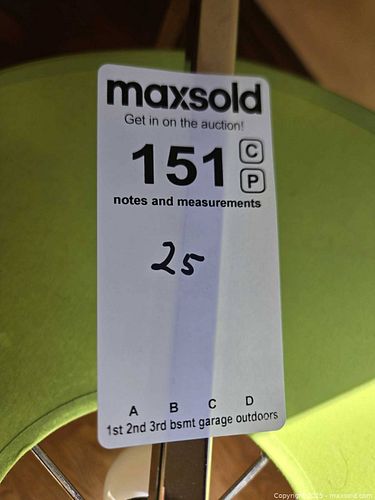 maxsold
Get in on the auction!
151 C
P
notes and measurements
25
A B C D
1st 2nd 3rd bsmt garage outdoors
Copyright 2025 - maxsold.com